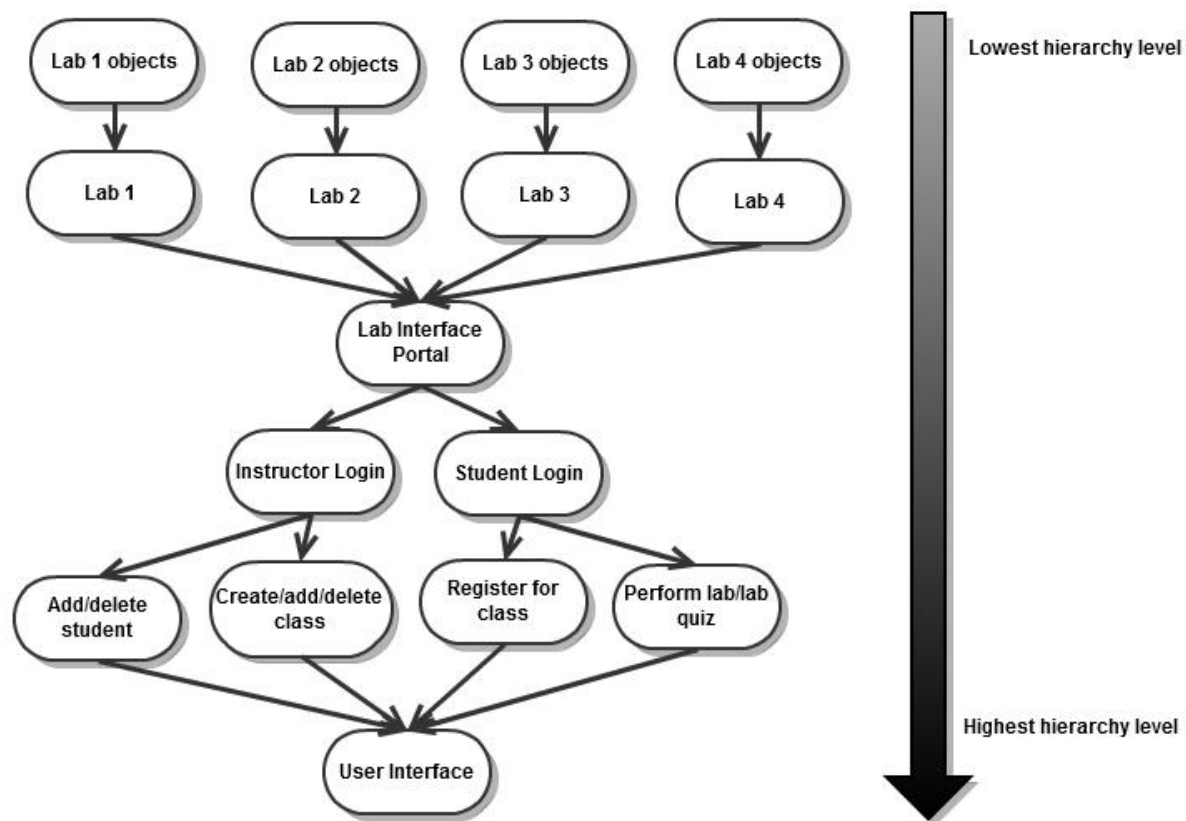 Lab 1 objects
Lab 2 objects
Lab 3 objects
Lab 4 objects
Lowest hierarchy level
Lab 1
Lab 2
Lab 3
Lab 4
Lab Interface
Portal
Instructor Login
Student Login
Add/delete
student
Create/add/delete
class
Register for
class
Perform lab/lab
quiz
Highest hierarchy level
User Interface